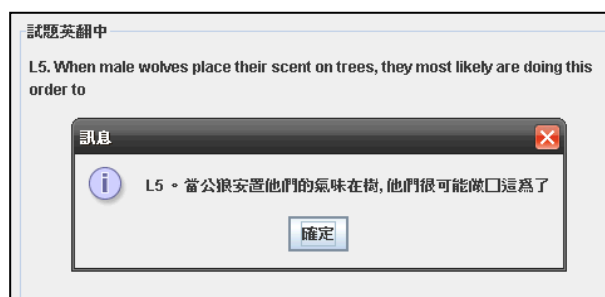 試題英翻中
L5. When male wolves place their scent on trees, they most likely are doing this
order to
訊息
L5。當公狼安置他們的氣味在樹,他們很可能做□這爲了
確定